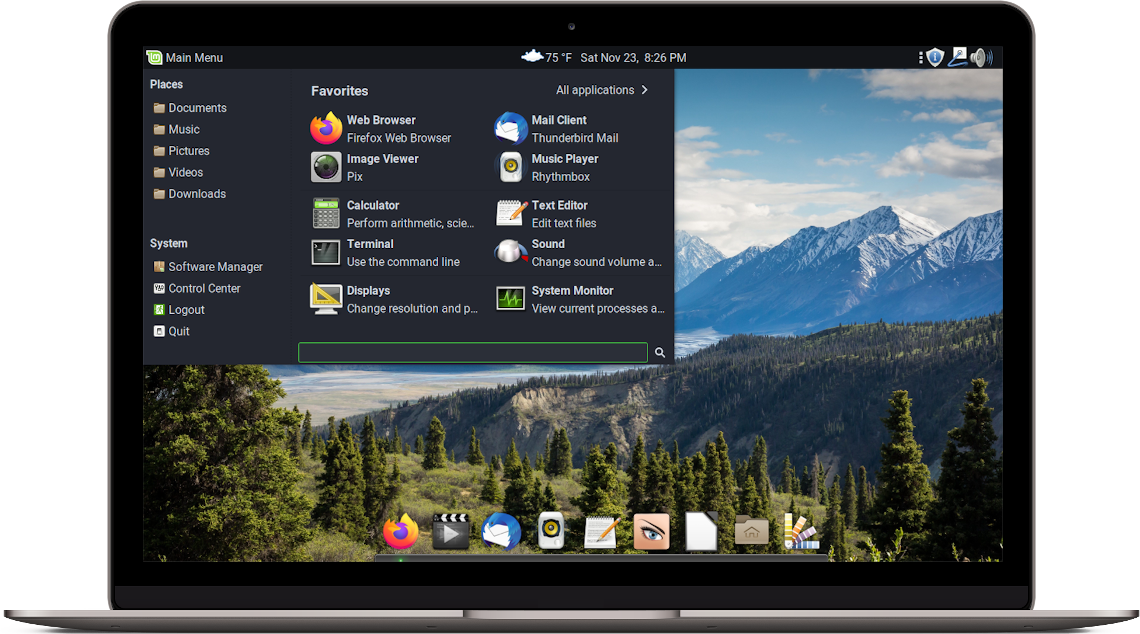 Main Menu
75 °F Sat Nov 23, 8:26 PM
Places
Documents
Music
Pictures
Videos
Downloads
System
Software Manager
Control Center
Logout
Quit
Favorites
All applications
Web Browser
Firefox Web Browser
Mail Client
Thunderbird Mail
Image Viewer
Pix
Music Player
Rhythmbox
Calculator
Perform arithmetic, scie...
Text Editor
Edit text files
Terminal
Use the command line
Sound
Change sound volume a...
Displays
Change resolution and p...
System Monitor
View current processes a...